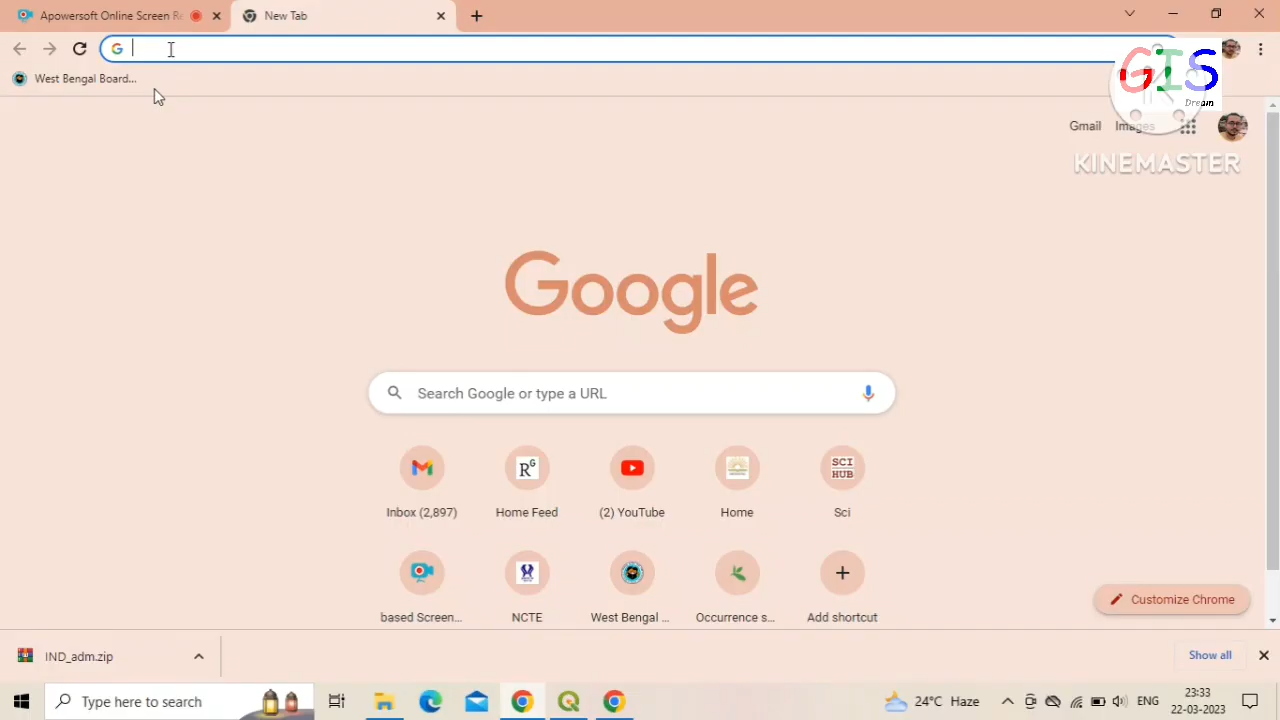 Apowersoft Online Screen Re
New Tab
West Bengal Board...
GIS
Dream
Gmail
Images
KINEMASTER
Google
Search Google or type a URL
Inbox (2,897)
Home Feed
(2) YouTube
Home
SCI
HUB
Sci
based Screen...
NCTE
West Bengal ...
Occurrence s...
Add shortcut
Customize Chrome
IND_adm.zip
Show all
Type here to search
24°C Haze
ENG
23:33
22-03-2023